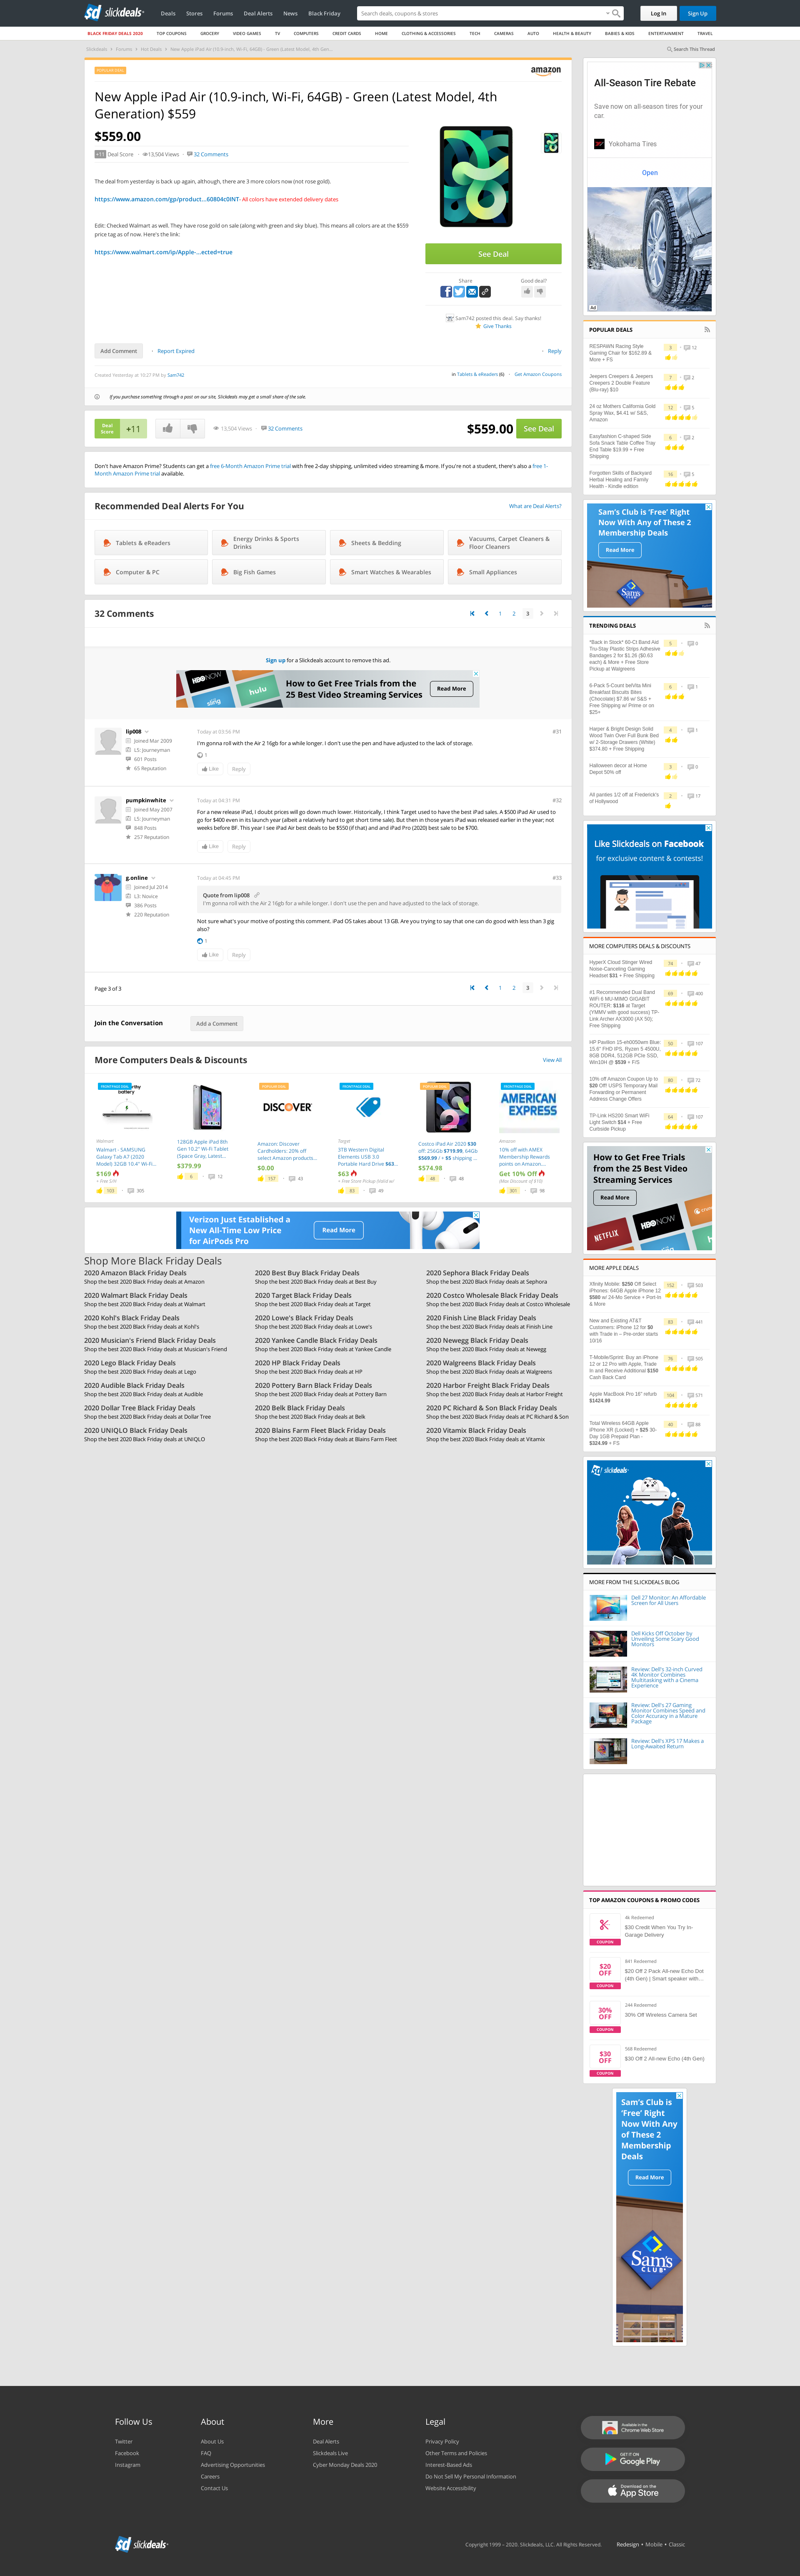 slickdeals
Deals Stores Forums Deal Alerts News Black Friday
Search deals, coupons & stores
Log In Sign Up
BLACK FRIDAY DEALS 2020 TOP COUPONS GROCERY VIDEO GAMES TV COMPUTERS CREDIT CARDS HOME CLOTHING & ACCESSORIES TECH CAMERAS AUTO HEALTH & BEAUTY BABIES & KIDS ENTERTAINMENT TRAVEL
Slickdeals Forums Hot Deals New Apple iPad Air (10.9-inch, Wi-Fi, 64GB) - Green (Latest Model, 4th Gen...
Search This Thread
POPULAR DEAL
amazon
New Apple iPad Air (10.9-inch, Wi-Fi, 64GB) - Green (Latest Model, 4th
Generation) $559
$559.00
+11 Deal Score 13,504 Views 32 Comments
The deal from yesterday is back up again, although, there are 3 more colors now (not rose gold).
https://www.amazon.com/gp/product...60804c0INT- All colors have extended delivery dates
Edit: Checked Walmart as well. They have rose gold on sale (along with green and sky blue). This means all colors are at the $559
price tag as of now. Here's the link:
https://www.walmart.com/ip/Apple-...ected=true
See Deal
Share Good deal?
Sam742 posted this deal. Say thanks!
Give Thanks
Add Comment Report Expired Reply
Created Yesterday at 10:27 PM by Sam742
in Tablets & eReaders (6) Get Amazon Coupons
If you purchase something through a post on our site, Slickdeals may get a small share of the sale.
Deal
Score +11
13,504 Views 32 Comments $559.00 See Deal
Don't have Amazon Prime? Students can get a free 6-Month Amazon Prime trial with free 2-day shipping, unlimited video streaming & more. If you're not a student, there's also a free 1-
Month Amazon Prime trial available.
Recommended Deal Alerts For You
What are Deal Alerts?
Tablets & eReaders
Energy Drinks & Sports
Drinks
Sheets & Bedding
Vacuums, Carpet Cleaners &
Floor Cleaners
Computer & PC
Big Fish Games
Smart Watches & Wearables
Small Appliances
32 Comments
1 2 3
Sign up for a Slickdeals account to remove this ad.
HBO NOW
hulu
How to Get Free Trials from the
25 Best Video Streaming Services
Read More
lip008
Joined Mar 2009
L5: Journeyman
601 Posts
65 Reputation
Today at 03:56 PM #31
I'm gonna roll with the Air 2 16gb for a while longer. I don't use the pen and have adjusted to the lack of storage.
1
Like Reply
pumpkinwhite
Joined May 2007
L5: Journeyman
848 Posts
257 Reputation
Today at 04:31 PM #32
For a new release iPad, I doubt prices will go down much lower. Historically, I think Target used to have the best iPad sales. A $500 iPad Air used to
go for $400 even in its launch year (albeit a relatively hard to get short time sale). But that in those years iPad was released earlier in the year; not
weeks before BF. This year I see iPad Air best deals to be $550 (if that) and and iPad Pro (2020) best sale to be $700.
Like Reply
g.online
Joined Jul 2014
L3: Novice
386 Posts
220 Reputation
Today at 04:45 PM #33
Quote from lip008
I'm gonna roll with the Air 2 16gb for a while longer. I don't use the pen and have adjusted to the lack of storage.
Not sure what's your motive of posting this comment. iPad OS takes about 13 GB. Are you trying to say that one can do good with less than 3 gig
also?
1
Like Reply
Page 3 of 3
1 2 3
Join the Conversation
Add a Comment
More Computers Deals & Discounts
View All
FRONTPAGE DEAL
Walmart
Walmart - SAMSUNG
Galaxy Tab A7 (2020
Model) 32GB 10.4" Wi-Fi...
$169
+ Free S/H
193 305
128GB Apple iPad 8th
Gen 10.2" Wi-Fi Tablet
(Space Gray, Latest...
$379.99
6 12
POPULAR DEAL
DISCOVER
Amazon: Discover
Cardholders: 20% off
select Amazon products...
$0.00
157 43
FRONTPAGE DEAL
Target
3TB Western Digital
Elements USB 3.0
Portable Hard Drive $63...
$63
+ Free Store Pickup (Valid w/
83 49
POPULAR DEAL
Costco iPad Air 2020 $30
off: 256Gb $719.99, 64Gb
$569.99 / + $5 shipping ...
$574.98
48 48
FRONTPAGE DEAL
AMERICAN
EXPRESS
Amazon
10% off with AMEX
Membership Rewards
points on Amazon...
Get 10% Off
(Max Discount of $10)
301 98
Verizon Just Established a
New All-Time Low Price
for AirPods Pro
Read More
Shop More Black Friday Deals
2020 Amazon Black Friday Deals
Shop the best 2020 Black Friday deals at Amazon
2020 Best Buy Black Friday Deals
Shop the best 2020 Black Friday deals at Best Buy
2020 Sephora Black Friday Deals
Shop the best 2020 Black Friday deals at Sephora
2020 Walmart Black Friday Deals
Shop the best 2020 Black Friday deals at Walmart
2020 Target Black Friday Deals
Shop the best 2020 Black Friday deals at Target
2020 Costco Wholesale Black Friday Deals
Shop the best 2020 Black Friday deals at Costco Wholesale
2020 Kohl's Black Friday Deals
Shop the best 2020 Black Friday deals at Kohl's
2020 Lowe's Black Friday Deals
Shop the best 2020 Black Friday deals at Lowe's
2020 Finish Line Black Friday Deals
Shop the best 2020 Black Friday deals at Finish Line
2020 Musician's Friend Black Friday Deals
Shop the best 2020 Black Friday deals at Musician's Friend
2020 Yankee Candle Black Friday Deals
Shop the best 2020 Black Friday deals at Yankee Candle
2020 Newegg Black Friday Deals
Shop the best 2020 Black Friday deals at Newegg
2020 Lego Black Friday Deals
Shop the best 2020 Black Friday deals at Lego
2020 HP Black Friday Deals
Shop the best 2020 Black Friday deals at HP
2020 Walgreens Black Friday Deals
Shop the best 2020 Black Friday deals at Walgreens
2020 Audible Black Friday Deals
Shop the best 2020 Black Friday deals at Audible
2020 Pottery Barn Black Friday Deals
Shop the best 2020 Black Friday deals at Pottery Barn
2020 Harbor Freight Black Friday Deals
Shop the best 2020 Black Friday deals at Harbor Freight
2020 Dollar Tree Black Friday Deals
Shop the best 2020 Black Friday deals at Dollar Tree
2020 Belk Black Friday Deals
Shop the best 2020 Black Friday deals at Belk
2020 PC Richard & Son Black Friday Deals
Shop the best 2020 Black Friday deals at PC Richard & Son
2020 UNIQLO Black Friday Deals
Shop the best 2020 Black Friday deals at UNIQLO
2020 Blains Farm Fleet Black Friday Deals
Shop the best 2020 Black Friday deals at Blains Farm Fleet
2020 Vitamix Black Friday Deals
Shop the best 2020 Black Friday deals at Vitamix
All-Season Tire Rebate
Save now on all-season tires for your
car.
Yokohama Tires
Open
Ad
POPULAR DEALS
RESPAWN Racing Style
Gaming Chair for $162.89 &
More + FS
3 12
Jeepers Creepers & Jeepers
Creepers 2 Double Feature
(Blu-ray) $10
7 2
24 oz Mothers California Gold
Spray Wax, $4.41 w/ S&S,
Amazon
12 5
Easyfashion C-shaped Side
Sofa Snack Table Coffee Tray
End Table $19.99 + Free
Shipping
6 2
Forgotten Skills of Backyard
Herbal Healing and Family
Health - Kindle edition
16 5
Sam's Club is 'Free' Right
Now With Any of These 2
Membership Deals
Read More
Sam's
TRENDING DEALS
*Back in Stock* 60-Ct Band Aid
Tru-Stay Plastic Strips Adhesive
Bandages 2 for $1.26 ($0.63
each) & More + Free Store
Pickup at Walgreens
5 0
6-Pack 5-Count belVita Mini
Breakfast Biscuits Bites
(Chocolate) $7.86 w/ S&S +
Free Shipping w/ Prime or on
$25+
6 1
Harper & Bright Design Solid
Wood Twin Over Full Bunk Bed
w/ 2-Storage Drawers (White)
$374.80 + Free Shipping
4 1
Halloween decor at Home
Depot 50% off
3 0
All parties 1/2 off at Frederick's
of Hollywood
2 17
Like Slickdeals on Facebook
for exclusive content & contests!
MORE COMPUTERS DEALS & DISCOUNTS
HyperX Cloud Stinger Wired
Noise-Canceling Gaming
Headset $31 + Free Shipping
74 47
#1 Recommended Dual Band
WiFi 6 MU-MIMO GIGABIT
ROUTER: $116 at Target
(YMMV with good success) TP-
Link Archer AX3000 (AX 50),
Free Shipping
69 400
HP Pavilion 15-eh0050wm Blue:
15.6" FHD IPS, Ryzen 5 4500U,
8GB DDR4, 512GB PCIe SSD,
Win10H @ $539 + F/S
50 107
10% off Amazon Coupon Up to
$20 Off! USPS Temporary Mail
Forwarding or Permanent
Address Change Offers
80 72
TP-Link HS200 Smart WiFi
Light Switch $14 + Free
Curbside Pickup
64 107
How to Get Free Trials
from the 25 Best Video
Streaming Services
Read More
NETFLIX
HBO NOW
hulu
MORE APPLE DEALS
Xfinity Mobile: $250 Off Select
iPhones: 64GB Apple iPhone 12
$580 w/ 24-Mo Service + Port-In
& More
152 503
New and Existing AT&T
Customers: iPhone 12 for $0
with Trade in – Pre-order starts
10/16
83 441
T-Mobile/Sprint: Buy an iPhone
12 or 12 Pro with Apple, Trade
In and Receive Additional $150
Cash Back Card
76 505
Apple MacBook Pro 16" refurb
$1424.99
104 571
Total Wireless 64GB Apple
iPhone XR (Locked) + $25 30-
Day 1GB Prepaid Plan -
$324.99 + FS
40 88
slickdeals
MORE FROM THE SLICKDEALS BLOG
Dell 27 Monitor: An Affordable
Screen for All Users
Dell Kicks Off October by
Unveiling Some Scary Good
Monitors
Review: Dell's 32-inch Curved
4K Monitor Combines
Multitasking with a Cinema
Experience
Review: Dell's 27 Gaming
Monitor Combines Speed and
Color Accuracy in a Mature
Package
Review: Dell's XPS 17 Makes a
Long-Awaited Return
TOP AMAZON COUPONS & PROMO CODES
4k Redeemed
$30 Credit When You Try In-
Garage Delivery
COUPON
841 Redeemed
$20
OFF
$20 Off 2 Pack All-new Echo Dot
(4th Gen) | Smart speaker with...
COUPON
244 Redeemed
30%
OFF
30% Off Wireless Camera Set
COUPON
568 Redeemed
$30
OFF
$30 Off 2 All-new Echo (4th Gen)
COUPON
Sam's Club is
'Free' Right
Now With Any
of These 2
Membership
Deals
Read More
Sam's
CLUB
Follow Us
Twitter
Facebook
Instagram
About
About Us
FAQ
Advertising Opportunities
Careers
Contact Us
More
Deal Alerts
Slickdeals Live
Cyber Monday Deals 2020
Legal
Privacy Policy
Other Terms and Policies
Interest-Based Ads
Do Not Sell My Personal Information
Website Accessibility
Available in the
Chrome Web Store
GET IT ON
Google Play
Download on the
App Store
slickdeals
Copyright 1999 – 2020. Slickdeals, LLC. All Rights Reserved. Redesign • Mobile • Classic